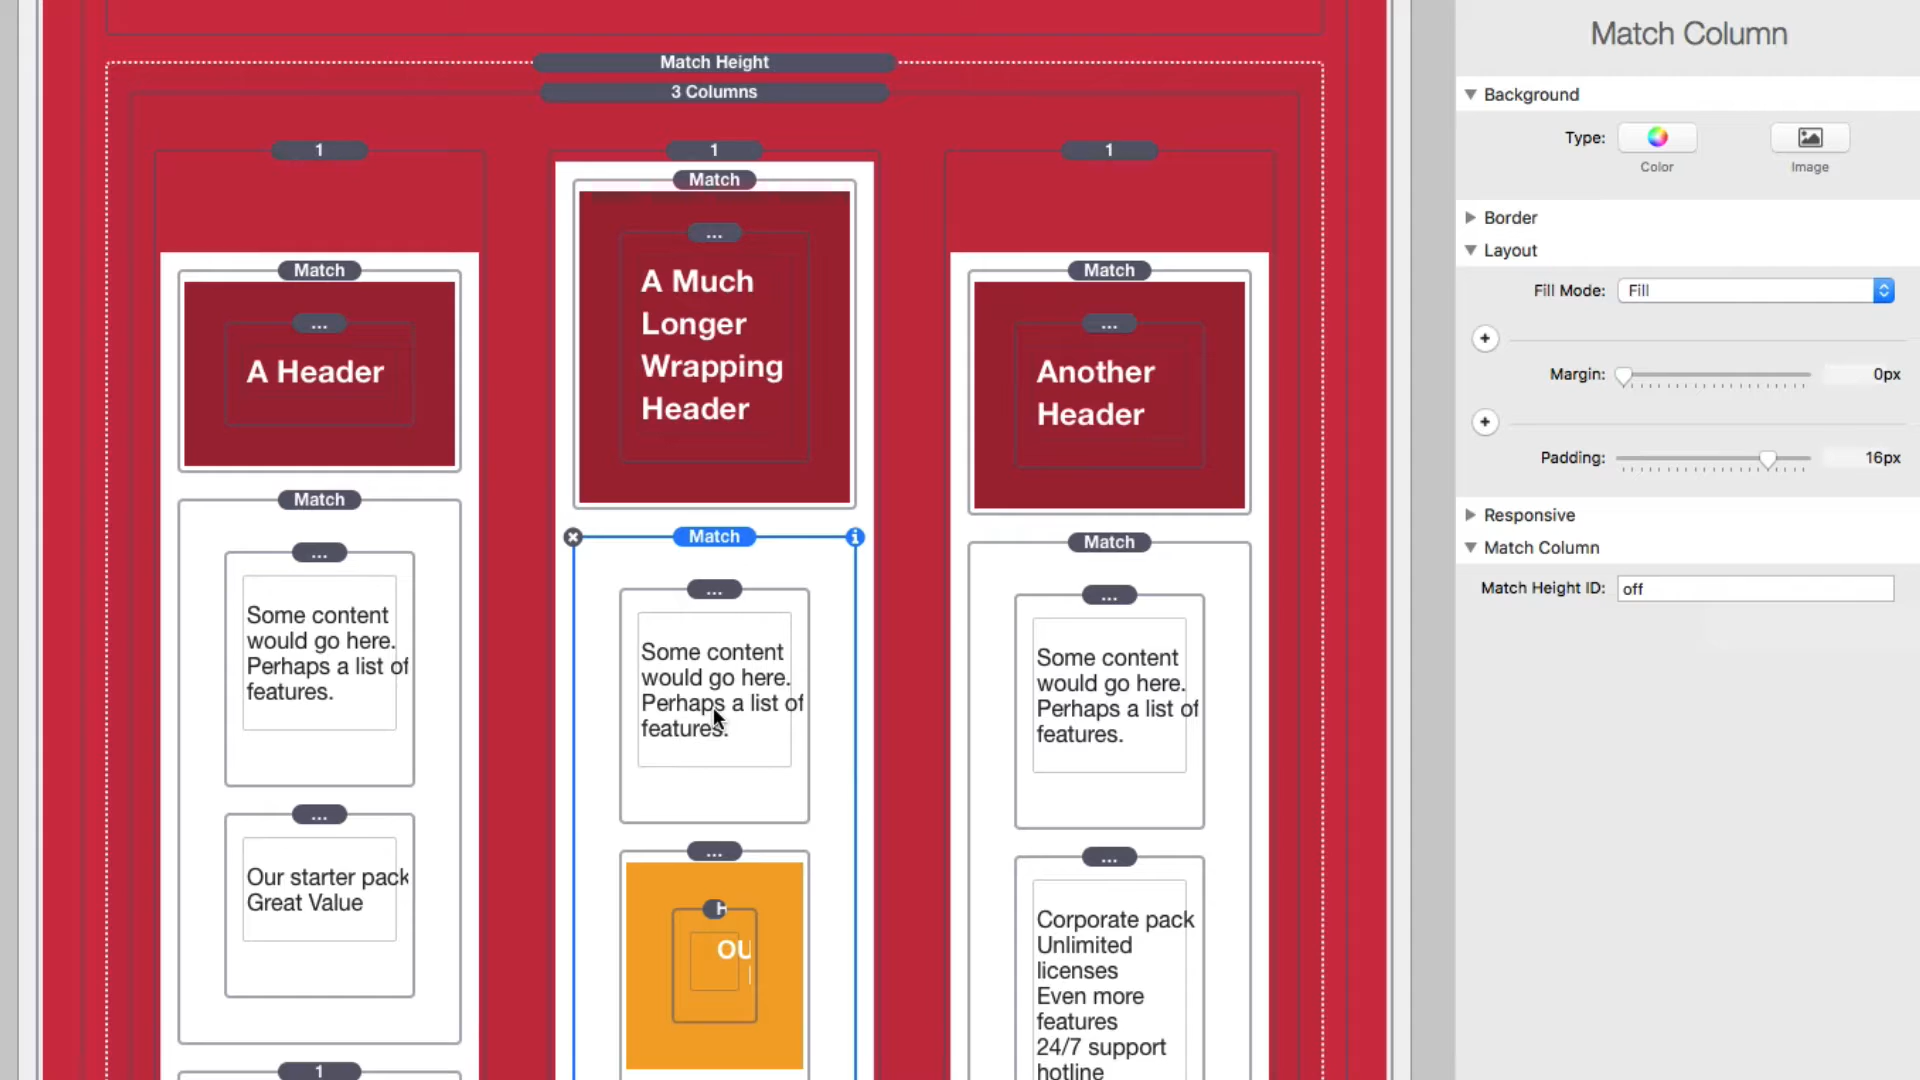 Match Height
3 Columns
1
Match
...
A Header
Match
...
Some content
would go here.
Perhaps a list of
features.
...
Our starter pack
Great Value
1
1
Match
...
A Much
Longer
Wrapping
Header
Match
...
Some content
would go here.
Perhaps a list of
features.
...
H
OU
1
Match
...
Another
Header
Match
...
Some content
would go here.
Perhaps a list of
features.
...
Corporate pack
Unlimited
licenses
Even more
features
24/7 support
hotline
Match Column
Background
Type:
Color
Image
Border
Layout
Fill Mode: Fill
Margin: 0px
Padding: 16px
Responsive
Match Column
Match Height ID: off